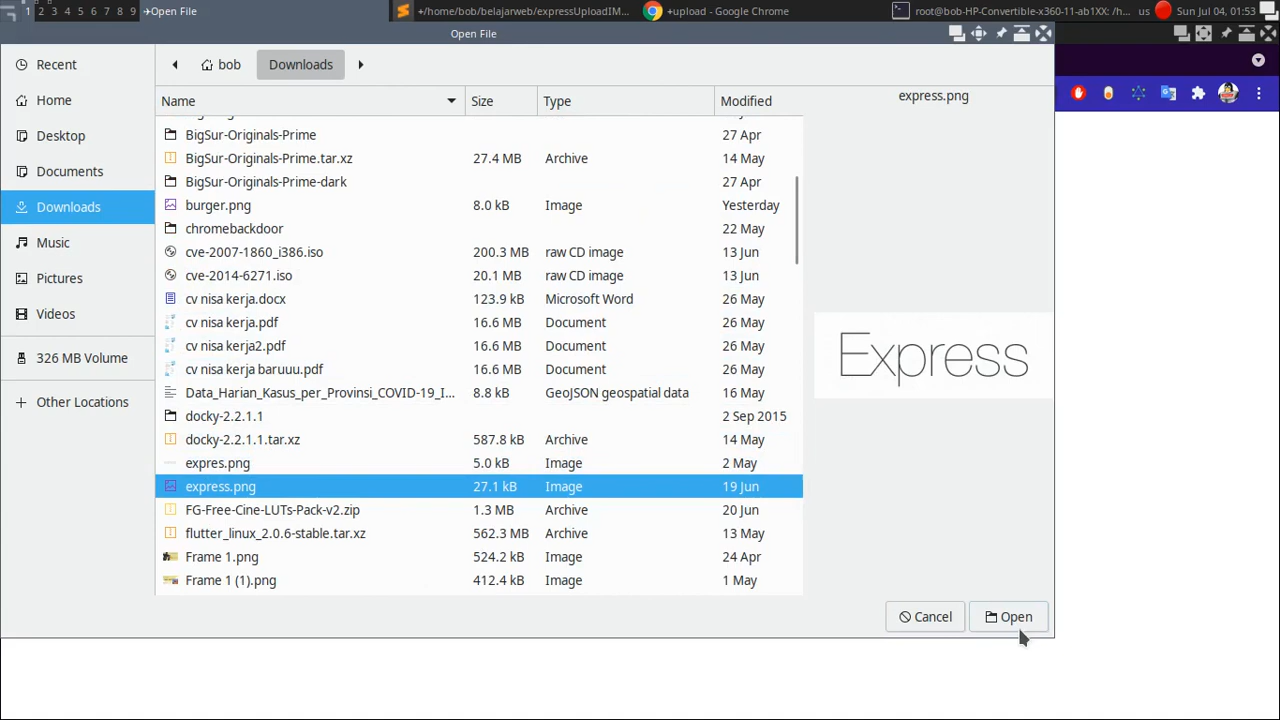 1 2 3 4 5 6 7 8 9 Open File +/home/bob/belajarweb/expressUploadIM... +upload - Google Chrome root@bob-HP-Convertible-x360-11-ab1XX: /h... Sun Jul 04, 01:53
Open File
Recent
Home
Desktop
Documents
Downloads
Music
Pictures
Videos
326 MB Volume
Other Locations
bob Downloads
Name Size Type Modified
BigSur-Originals-Prime 27 Apr
BigSur-Originals-Prime.tar.xz 27.4 MB Archive 14 May
BigSur-Originals-Prime-dark 27 Apr
burger.png 8.0 kB Image Yesterday
chromebackdoor 22 May
cve-2007-1860_i386.iso 200.3 MB raw CD image 13 Jun
cve-2014-6271.iso 20.1 MB raw CD image 13 Jun
cv nisa kerja.docx 123.9 kB Microsoft Word 26 May
cv nisa kerja.pdf 16.6 MB Document 26 May
cv nisa kerja2.pdf 16.6 MB Document 26 May
cv nisa kerja baruuu.pdf 16.6 MB Document 26 May
Data_Harian_Kasus_per_Provinsi_COVID-19_I... 8.8 kB GeoJSON geospatial data 16 May
docky-2.2.1.1 2 Sep 2015
docky-2.2.1.1.tar.xz 587.8 kB Archive 14 May
expres.png 5.0 kB Image 2 May
express.png 27.1 kB Image 19 Jun
FG-Free-Cine-LUTs-Pack-v2.zip 1.3 MB Archive 20 Jun
flutter_linux_2.0.6-stable.tar.xz 562.3 MB Archive 13 May
Frame 1.png 524.2 kB Image 24 Apr
Frame 1 (1).png 412.4 kB Image 1 May
express.png
Express
Cancel Open